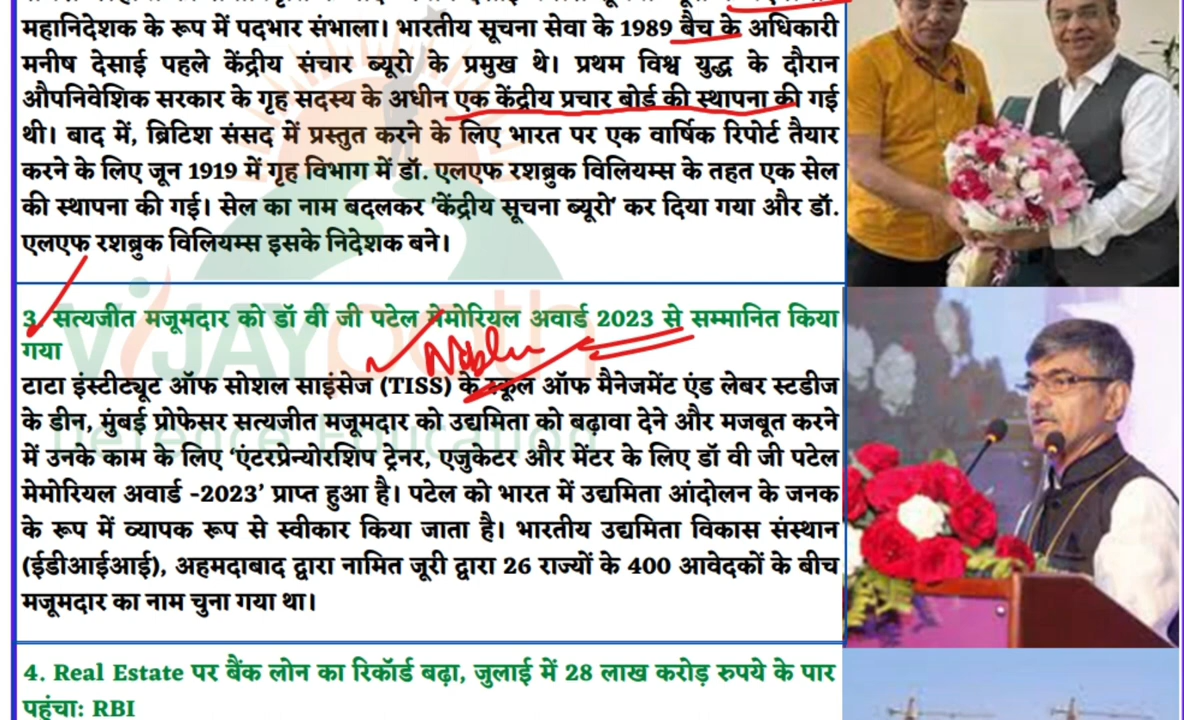 महानिदेशक के रूप में पदभार संभाला। भारतीय सूचना सेवा के 1989 बैच के अधिकारी
मनीष देसाई पहले केंद्रीय संचार ब्यूरो के प्रमुख थे। प्रथम विश्व युद्ध के दौरान
औपनिवेशिक सरकार के गृह सदस्य के अधीन एक केंद्रीय प्रचार बोर्ड की स्थापना की गई
थी। बाद में, ब्रिटिश संसद में प्रस्तुत करने के लिए भारत पर एक वार्षिक रिपोर्ट तैयार
करने के लिए जून 1919 में गृह विभाग में डॉ. एलएफ रशब्रुक विलियम्स के तहत एक सेल
की स्थापना की गई। सेल का नाम बदलकर 'केंद्रीय सूचना ब्यूरो' कर दिया गया और डॉ.
एलएफ रशब्रुक विलियम्स इसके निदेशक बने।
3. सत्यजीत मजूमदार को डॉ वी जी पटेल मेमोरियल अवार्ड 2023 से सम्मानित किया
गया
टाटा इंस्टीट्यूट ऑफ सोशल साइंसेज (TISS) के स्कूल ऑफ मैनेजमेंट एंड लेबर स्टडीज
के डीन, मुंबई प्रोफेसर सत्यजीत मजूमदार को उद्यमिता को बढ़ावा देने और मजबूत करने
में उनके काम के लिए ‘एंटरप्रेन्योरशिप ट्रेनर, एजुकेटर और मेंटर के लिए डॉ वी जी पटेल
मेमोरियल अवार्ड -2023’ प्राप्त हुआ है। पटेल को भारत में उद्यमिता आंदोलन के जनक
के रूप में व्यापक रूप से स्वीकार किया जाता है। भारतीय उद्यमिता विकास संस्थान
(ईडीआईआई), अहमदाबाद द्वारा नामित जूरी द्वारा 26 राज्यों के 400 आवेदकों के बीच
मजूमदार का नाम चुना गया था।
4. Real Estate पर बैंक लोन का रिकॉर्ड बढ़ा, जुलाई में 28 लाख करोड़ रुपये के पार
पहुंचा: RBI
VIJAYouth
Defence Education